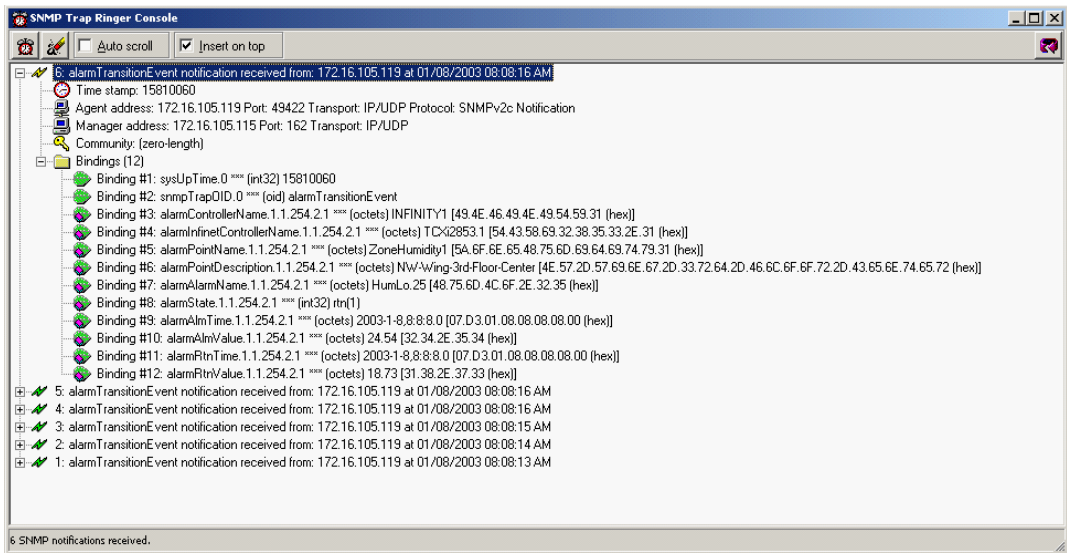 SNMP Trap Ringer Console
Auto scroll
Insert on top
6: alarmTransitionEvent notification received from: 172.16.105.119 at 01/08/2003 08:08:16 AM
Time stamp: 15810060
Agent address: 172.16.105.119 Port: 49422 Transport: IP/UDP Protocol: SNMPv2c Notification
Manager address: 172.16.105.115 Port: 162 Transport: IP/UDP
Community: (zero-length)
Bindings (12)
Binding #1: sysUpTime.0 *** (int32) 15810060
Binding #2: snmpTrapOID.0 *** (oid) alarmTransitionEvent
Binding #3: alarmControllerName.1.1.254.2.1 *** (octets) INFINITY1 [49.4E.46.49.4E.49.54.59.31 (hex)]
Binding #4: alarmInfinetControllerName.1.1.254.2.1 *** (octets) TCXi2853.1 [54.43.58.69.32.38.35.33.2E.31 (hex)]
Binding #5: alarmPointName.1.1.254.2.1 *** (octets) ZoneHumidity1 [5A.6F.6E.65.48.75.6D.69.64.69.74.79.31 (hex)]
Binding #6: alarmPointDescription.1.1.254.2.1 *** (octets) NW-Wing-3rd-Floor-Center [4E.57.2D.57.69.6E.67.2D.33.72.64.2D.46.6C.6F.6F.72.2D.43.65.6E.74.65.72 (hex)]
Binding #7: alarmAlarmName.1.1.254.2.1 *** (octets) HumLo.25 [48.75.6D.4C.6F.2E.32.35 (hex)]
Binding #8: alarmState.1.1.254.2.1 *** (int32) rtn(1)
Binding #9: alarmAlmTime.1.1.254.2.1 *** (octets) 2003-1-8,8:8:8.0 [07.D3.01.08.08.08.08.00 (hex)]
Binding #10: alarmAlmValue.1.1.254.2.1 *** (octets) 24.54 [32.34.2E.35.34 (hex)]
Binding #11: alarmRtnTime.1.1.254.2.1 *** (octets) 2003-1-8,8:8:8.0 [07.D3.01.08.08.08.08.00 (hex)]
Binding #12: alarmRtnValue.1.1.254.2.1 *** (octets) 18.73 [31.38.2E.37.33 (hex)]
5: alarmTransitionEvent notification received from: 172.16.105.119 at 01/08/2003 08:08:16 AM
4: alarmTransitionEvent notification received from: 172.16.105.119 at 01/08/2003 08:08:16 AM
3: alarmTransitionEvent notification received from: 172.16.105.119 at 01/08/2003 08:08:15 AM
2: alarmTransitionEvent notification received from: 172.16.105.119 at 01/08/2003 08:08:14 AM
1: alarmTransitionEvent notification received from: 172.16.105.119 at 01/08/2003 08:08:13 AM
6 SNMP notifications received.